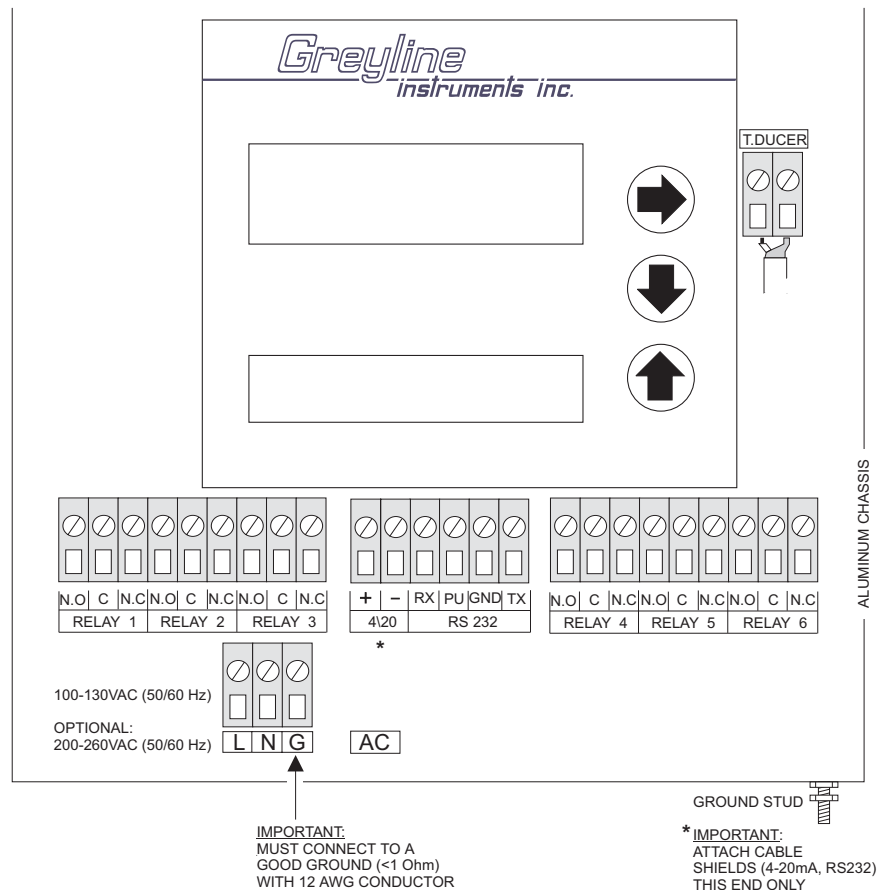 Greyline
instruments inc.
T.DUCER
ALUMINUM CHASSIS
N.O C N.C N.O C N.C N.O C N.C
RELAY 1 RELAY 2 RELAY 3
+ − RX PU GND TX
4\20 RS 232
*
N.O C N.C N.O C N.C N.O C N.C
RELAY 4 RELAY 5 RELAY 6
100-130VAC (50/60 Hz)
OPTIONAL:
200-260VAC (50/60 Hz)
L N G
AC
IMPORTANT:
MUST CONNECT TO A
GOOD GROUND (<1 Ohm)
WITH 12 AWG CONDUCTOR
GROUND STUD
* IMPORTANT:
ATTACH CABLE
SHIELDS (4-20mA, RS232)
THIS END ONLY